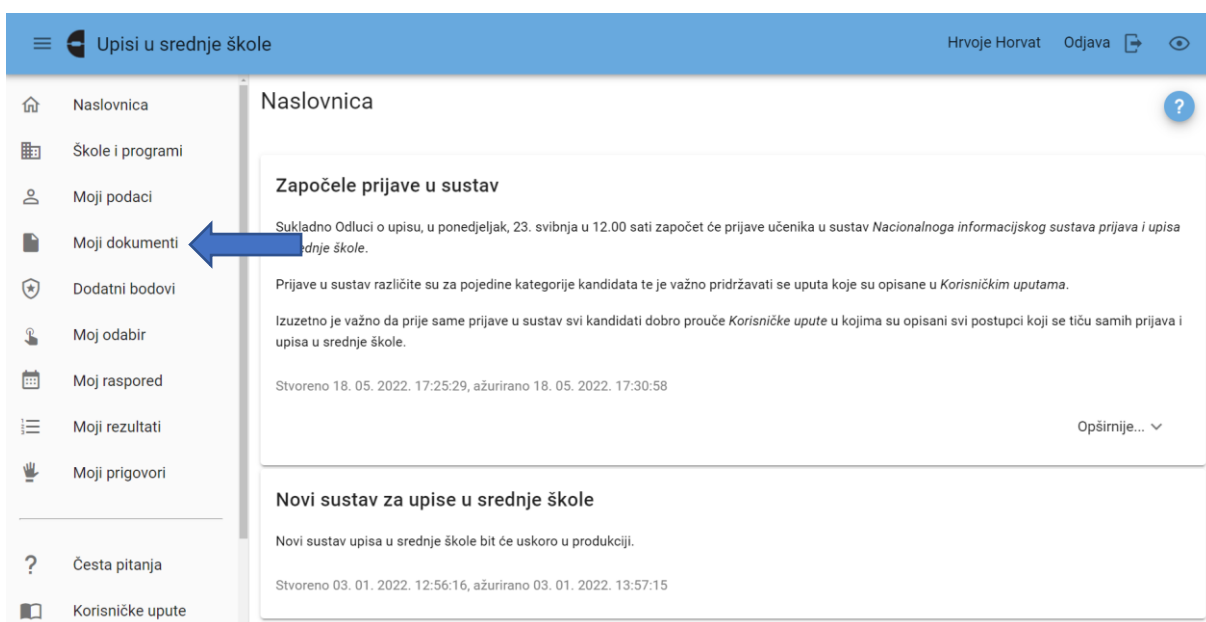 Upisi u srednje škole
Hrvoje Horvat Odjava
Naslovnica
Škole i programi
Moji podaci
Moji dokumenti
Dodatni bodovi
Moj odabir
Moj raspored
Moji rezultati
Moji prigovori
Česta pitanja
Korisničke upute
Naslovnica
?
Započele prijave u sustav
Sukladno Odluci o upisu, u ponedjeljak, 23. svibnja u 12.00 sati započet će prijave učenika u sustav Nacionalnoga informacijskog sustava prijava i upisa
škole.
Prijave u sustav različite su za pojedine kategorije kandidata te je važno pridržavati se uputa koje su opisane u Korisničkim uputama.
Izuzetno je važno da prije same prijave u sustav svi kandidati dobro prouče Korisničke upute u kojima su opisani svi postupci koji se tiču samih prijava i
upisa u srednje škole.
Stvoreno 18. 05. 2022. 17:25:29, ažurirano 18. 05. 2022. 17:30:58
Opširnije...
Novi sustav za upise u srednje škole
Novi sustav upisa u srednje škole bit će uskoro u produkciji.
Stvoreno 03. 01. 2022. 12:56:16, ažurirano 03. 01. 2022. 13:57:15